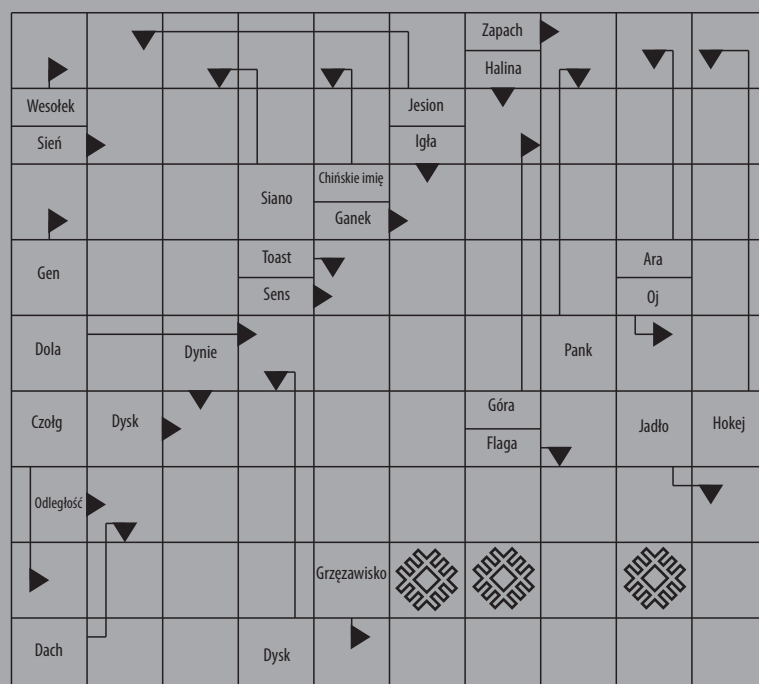 Zapach
Halina
Wesołek
Sień
Jesion
Igła
Siano
Chińskie imię
Ganek
Gen
Toast
Sens
Ara
Oj
Dola
Dynie
Pank
Czołg
Dysk
Góra
Flaga
Jadło
Hokej
Odległość
Grzęzawisko
Dach
Dysk